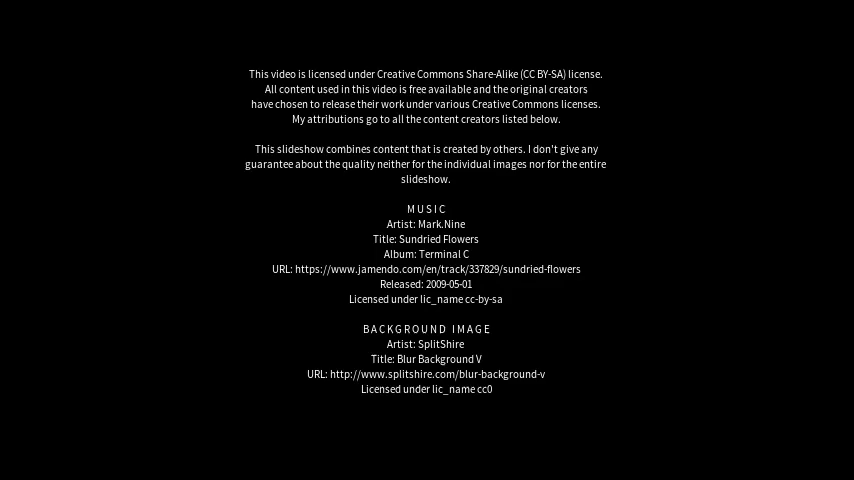 This video is licensed under Creative Commons Share-Alike (CC BY-SA) license.
All content used in this video is free available and the original creators
have chosen to release their work under various Creative Commons licenses.
My attributions go to all the content creators listed below.
This slideshow combines content that is created by others. I don't give any
guarantee about the quality neither for the individual images nor for the entire
slideshow.
MUSIC
Artist: Mark.Nine
Title: Sundried Flowers
Album: Terminal C
URL: https://www.jamendo.com/en/track/337829/sundried-flowers
Released: 2009-05-01
Licensed under lic_name cc-by-sa
BACKGROUND IMAGE
Artist: SplitShire
Title: Blur Background V
URL: http://www.splitshire.com/blur-background-v
Licensed under lic_name cc0